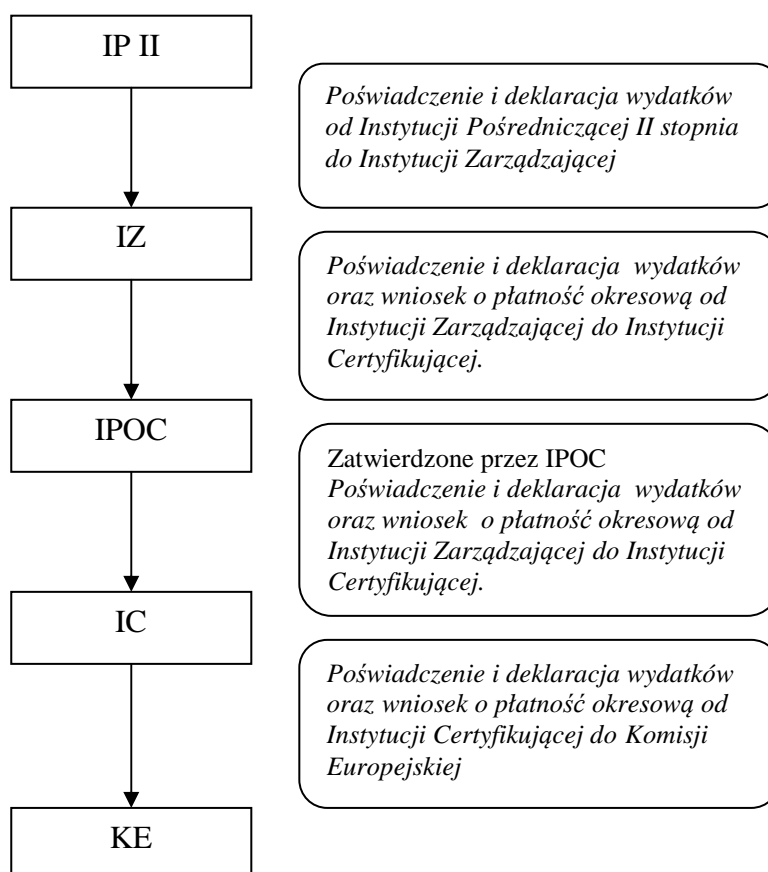 IP II
Poświadczenie i deklaracja wydatków
od Instytucji Pośredniczącej II stopnia
do Instytucji Zarządzającej
IZ
Poświadczenie i deklaracja wydatków
oraz wniosek o płatność okresową od
Instytucji Zarządzającej do Instytucji
Certyfikującej.
IPOC
Zatwierdzone przez IPOC
Poświadczenie i deklaracja wydatków
oraz wniosek o płatność okresową od
Instytucji Zarządzającej do Instytucji
Certyfikującej.
IC
Poświadczenie i deklaracja wydatków
oraz wniosek o płatność okresową od
Instytucji Certyfikującej do Komisji
Europejskiej
KE